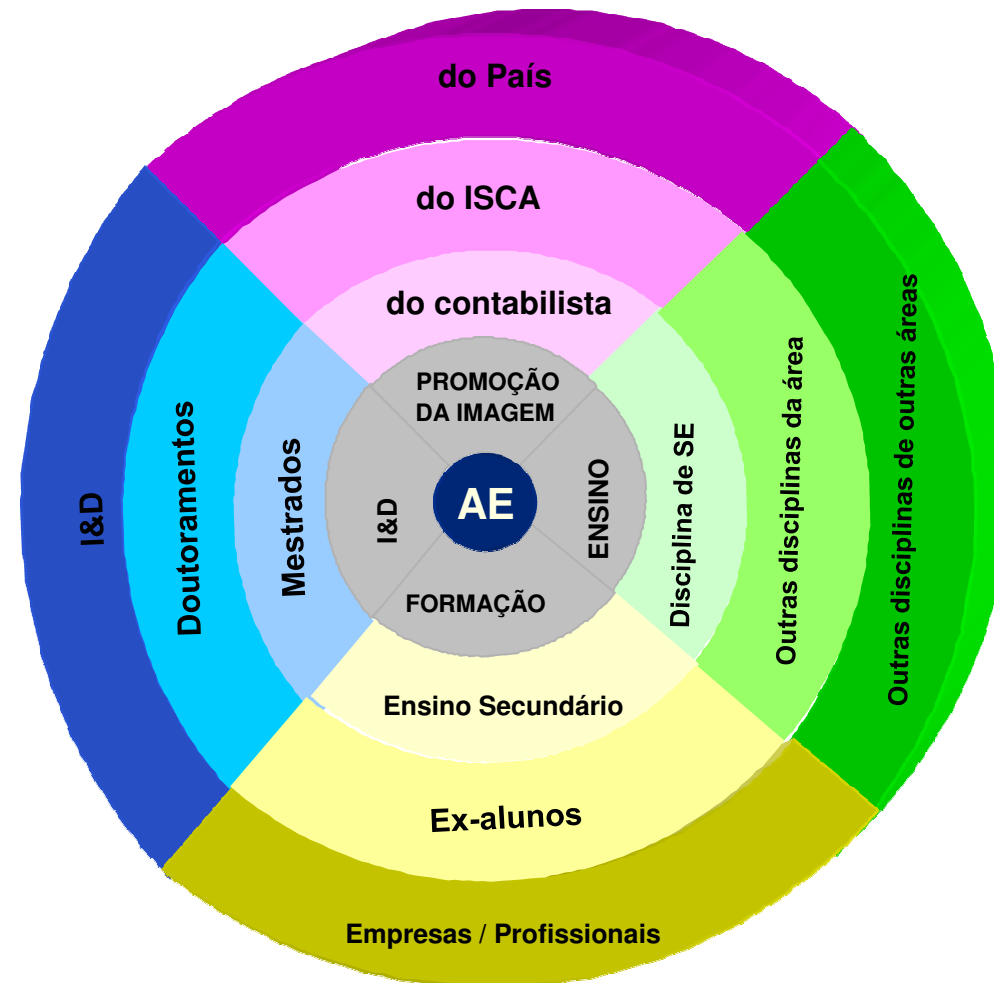 do País
do ISCA
do contabilista
PROMOÇÃO
DA IMAGEM
AE
I&D
ENSINO
FORMAÇÃO
Mestrados
Doutoramentos
I&D
Disciplina de SE
Outras disciplinas da área
Outras disciplinas de outras áreas
Ensino Secundário
Ex-alunos
Empresas / Profissionais